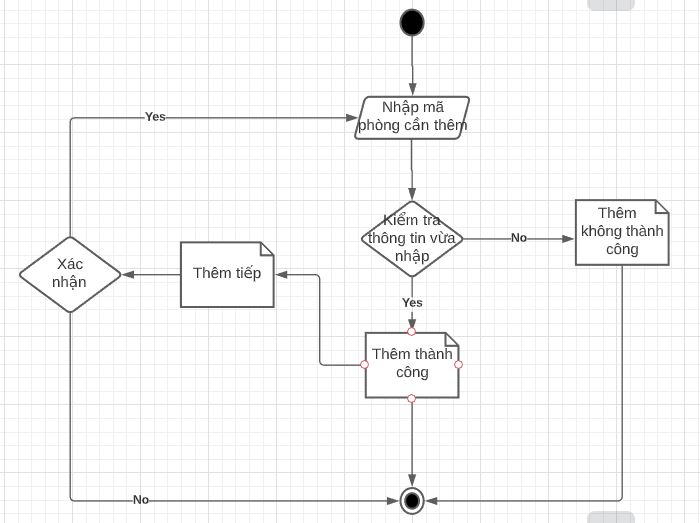 Nhập mã
phòng cần thêm
Yes
Kiểm tra
thông tin vừa
nhập
No
Thêm
không thành
công
Xác
nhận
Thêm tiếp
Yes
Thêm thành
công
No